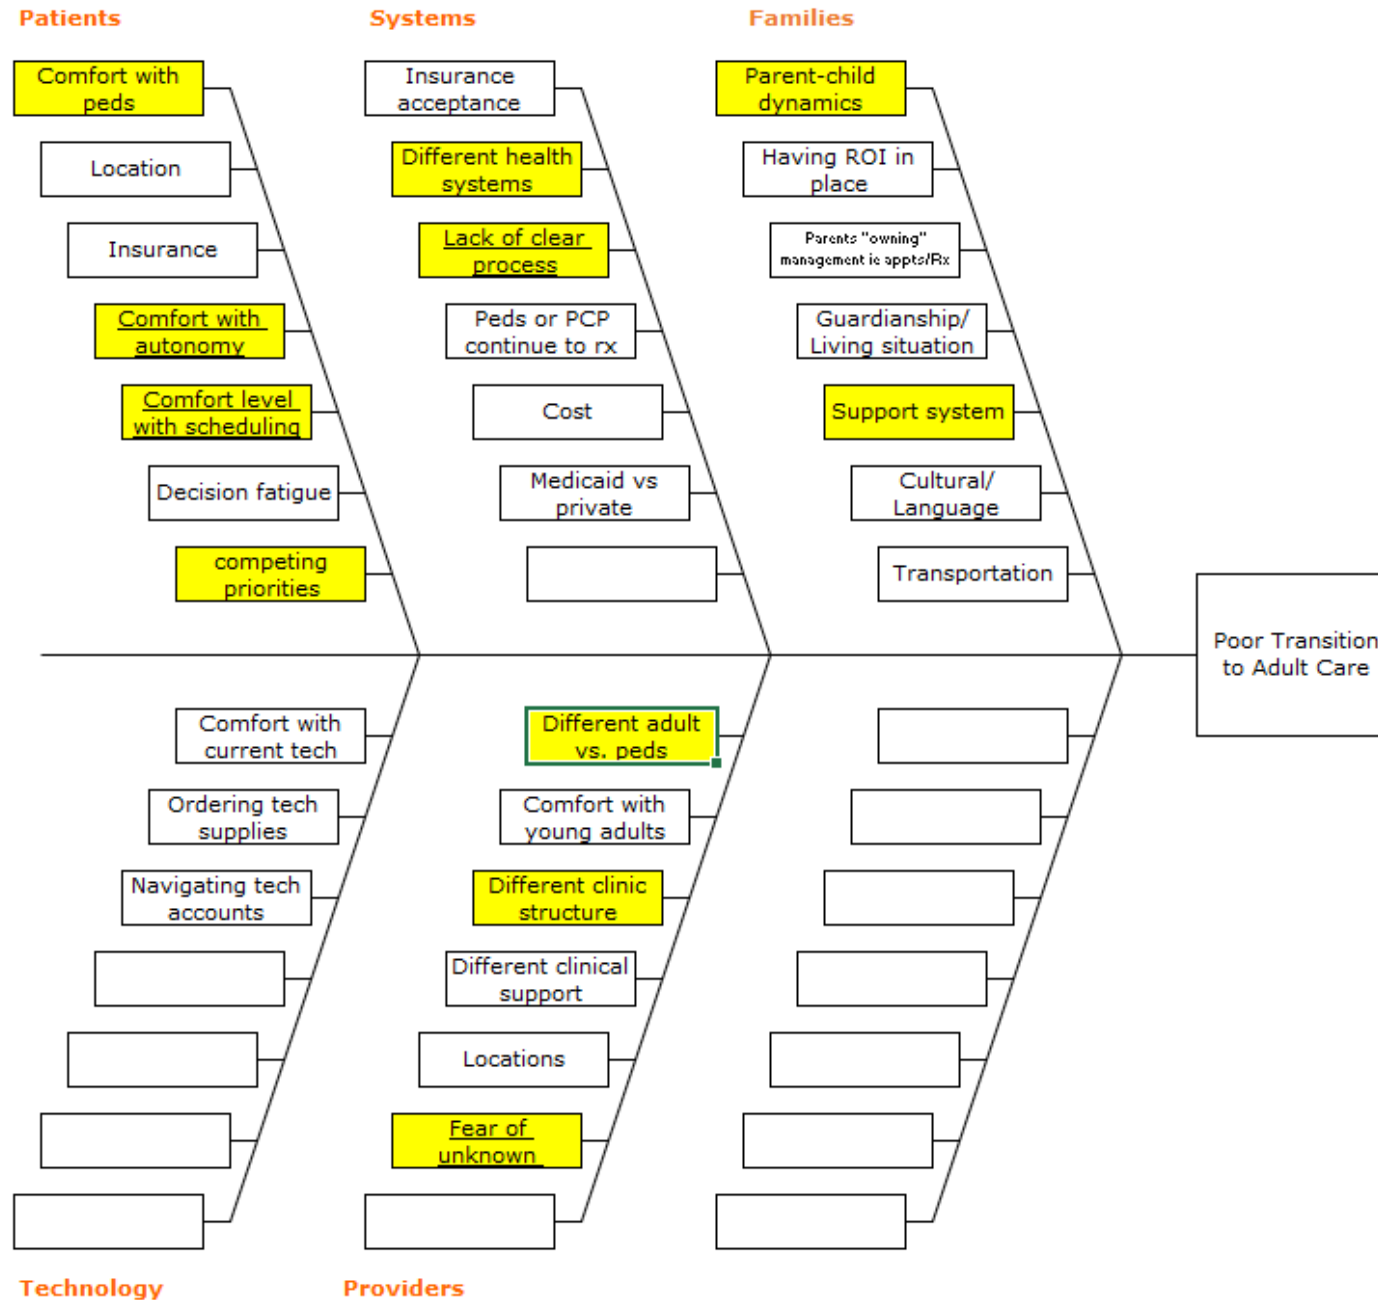 Patients
Systems
Families
Comfort with
peds
Location
Insurance
Comfort with
autonomy
Comfort level
with scheduling
Decision fatigue
competing
priorities
Insurance
acceptance
Different health
systems
Lack of clear
process
Peds or PCP
continue to rx
Cost
Medicaid vs
private
Parent-child
dynamics
Having ROI in
place
Parents "owning"
management ie appts/Rx
Guardianship/
Living situation
Support system
Cultural/
Language
Transportation
Poor Transition
to Adult Care
Comfort with
current tech
Ordering tech
supplies
Navigating tech
accounts
Different adult
vs. peds
Comfort with
young adults
Different clinic
structure
Different clinical
support
Locations
Fear of
unknown
Technology
Providers